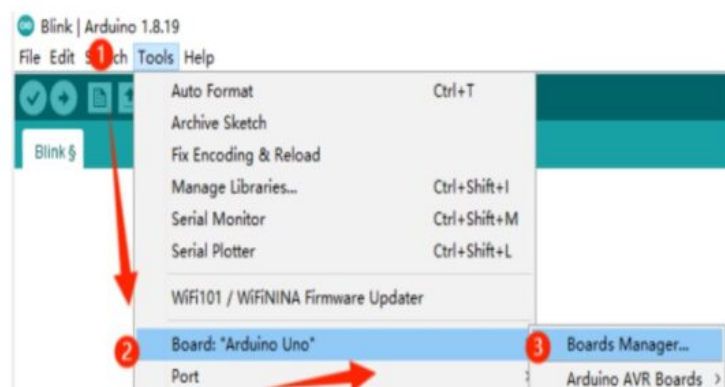 Blink | Arduino 1.8.19
File Edit S ch Tools Help
1
Auto Format Ctrl+T
Archive Sketch
Blink § Fix Encoding & Reload
Manage Libraries... Ctrl+Shift+I
Serial Monitor Ctrl+Shift+M
Serial Plotter Ctrl+Shift+L
WiFi101 / WiFiNINA Firmware Updater
2 Board: "Arduino Uno" 3 Boards Manager...
Port Arduino AVR Boards >